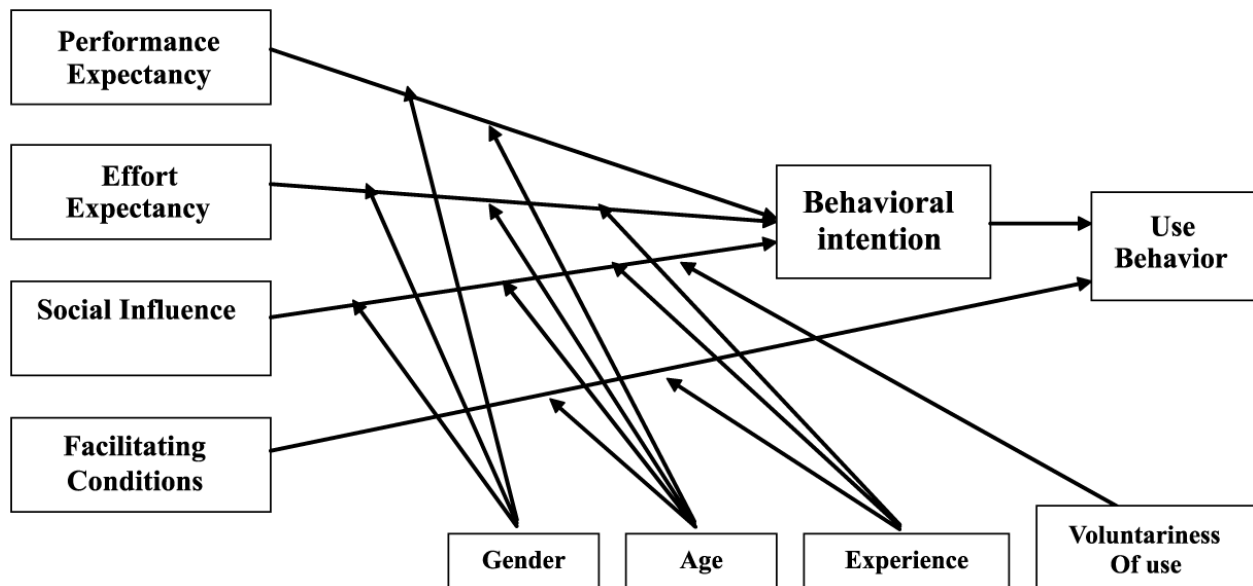 Performance
Expectancy
Effort
Expectancy
Behavioral
intention
Use
Behavior
Social Influence
Facilitating
Conditions
Gender
Age
Experience
Voluntariness
Of use